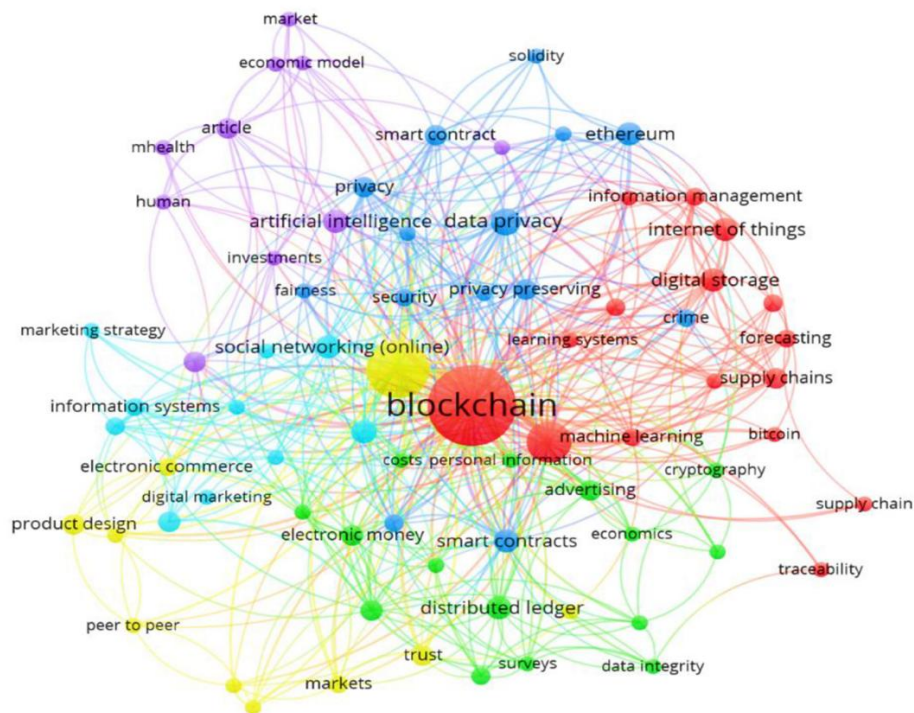 market
economic model
solidity
article
smart contract
ethereum
mhealth
privacy
information management
human
artificial intelligence
data privacy
internet of things
investments
fairness
security
privacy preserving
digital storage
crime
marketing strategy
social networking (online)
learning systems
forecasting
supply chains
information systems
blockchain
machine learning
bitcoin
electronic commerce
costs
personal information
cryptography
digital marketing
advertising
supply chain
product design
electronic money
smart contracts
economics
traceability
peer to peer
distributed ledger
trust
surveys
data integrity
markets